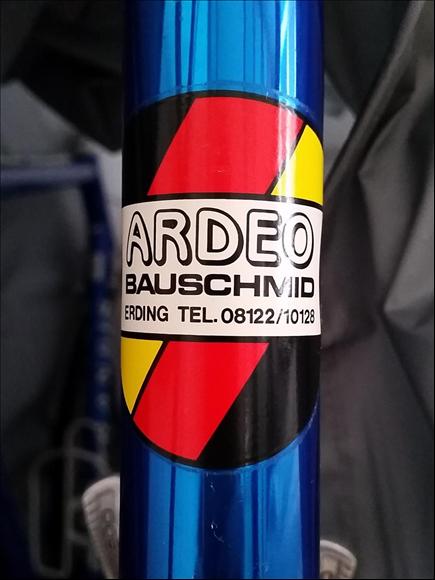 ARDEO
BAUSCHMID
ERDING TEL. 08122/10128